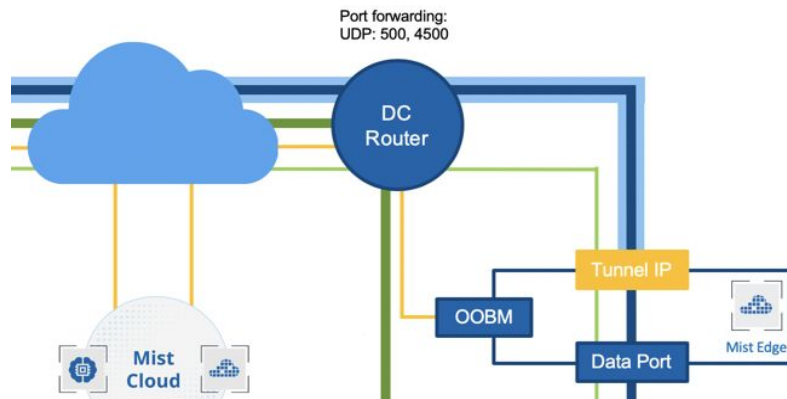 Port forwarding:
UDP: 500, 4500
DC
Router
Tunnel IP
OOBM
Mist Edge
Data Port
Mist
Cloud